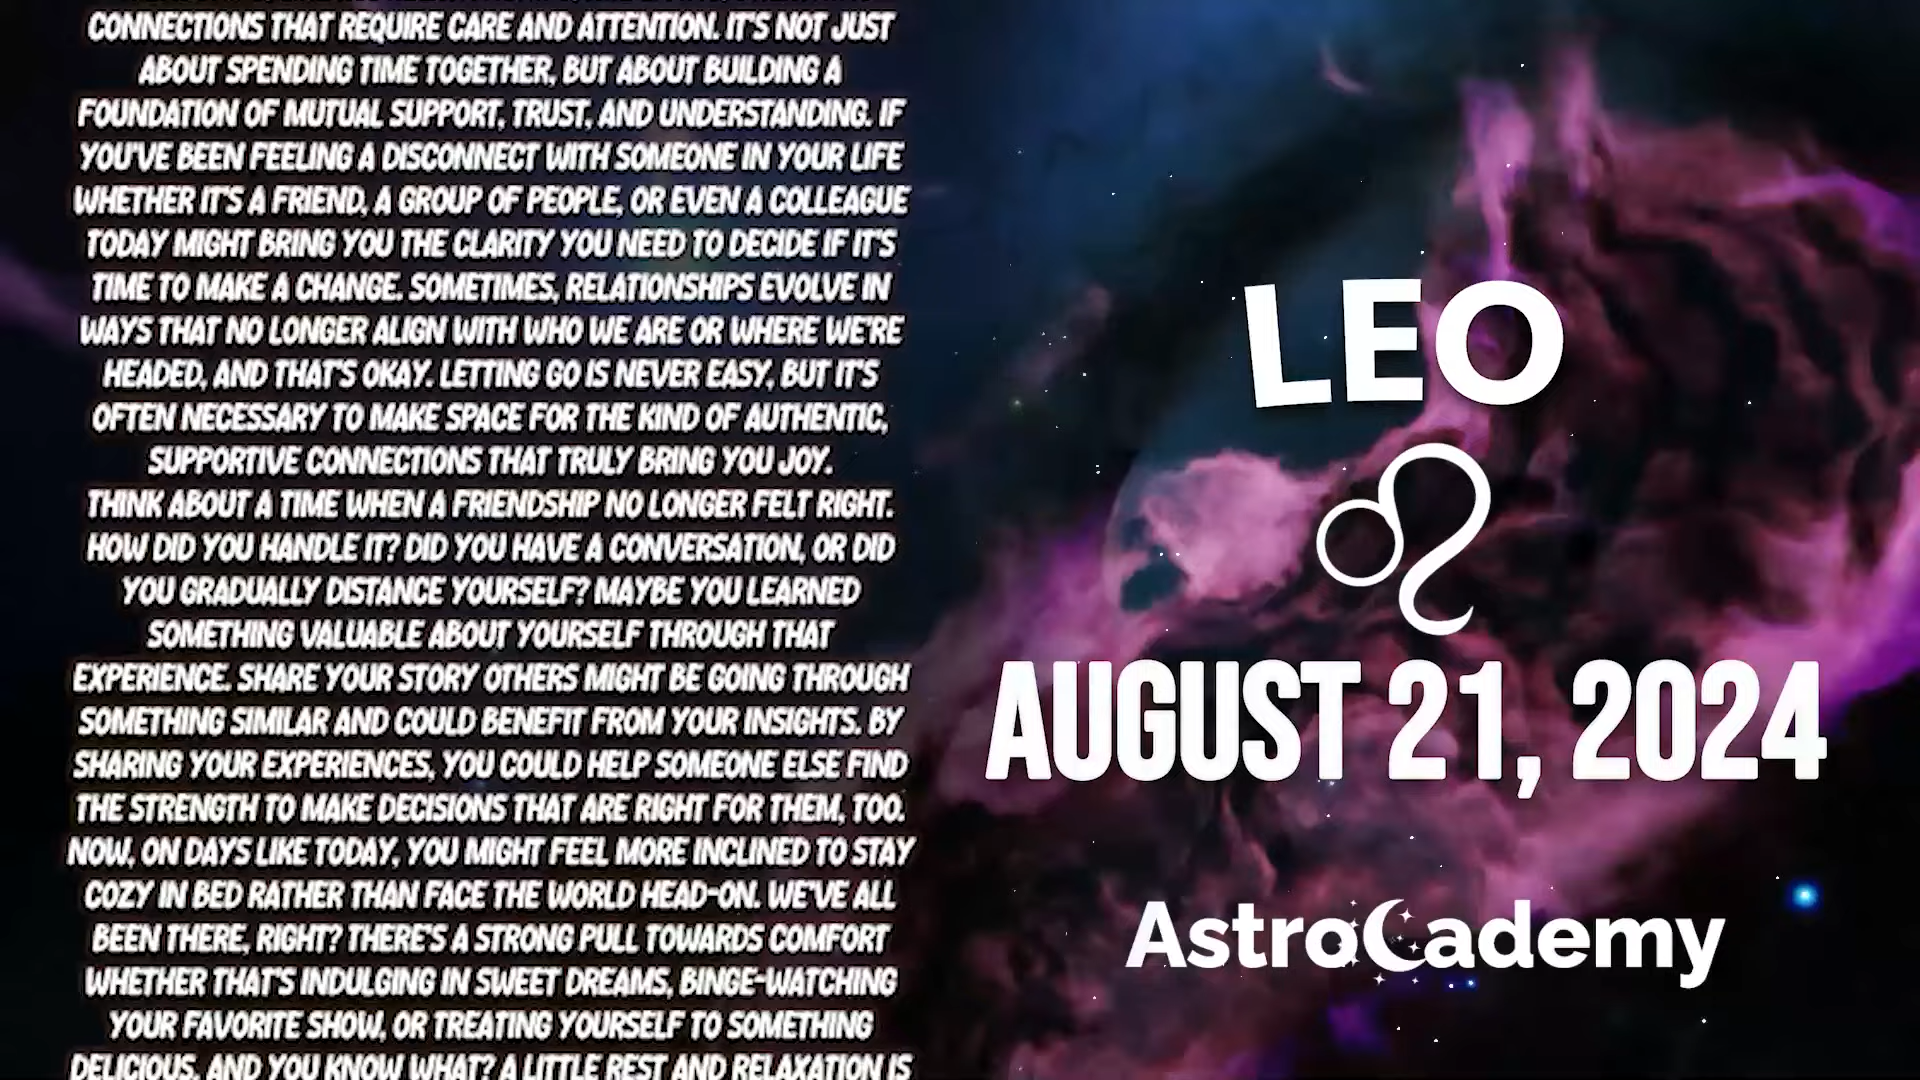 CONNECTIONS THAT REQUIRE CARE AND ATTENTION. IT'S NOT JUST
ABOUT SPENDING TIME TOGETHER, BUT ABOUT BUILDING A
FOUNDATION OF MUTUAL SUPPORT, TRUST, AND UNDERSTANDING. IF
YOU'VE BEEN FEELING A DISCONNECT WITH SOMEONE IN YOUR LIFE
WHETHER IT'S A FRIEND, A GROUP OF PEOPLE, OR EVEN A COLLEAGUE
TODAY MIGHT BRING YOU THE CLARITY YOU NEED TO DECIDE IF IT'S
TIME TO MAKE A CHANGE. SOMETIMES, RELATIONSHIPS EVOLVE IN
WAYS THAT NO LONGER ALIGN WITH WHO WE ARE OR WHERE WE'RE
HEADED, AND THAT'S OKAY. LETTING GO IS NEVER EASY, BUT IT'S
OFTEN NECESSARY TO MAKE SPACE FOR THE KIND OF AUTHENTIC,
SUPPORTIVE CONNECTIONS THAT TRULY BRING YOU JOY.
THINK ABOUT A TIME WHEN A FRIENDSHIP NO LONGER FELT RIGHT.
HOW DID YOU HANDLE IT? DID YOU HAVE A CONVERSATION, OR DID
YOU GRADUALLY DISTANCE YOURSELF? MAYBE YOU LEARNED
SOMETHING VALUABLE ABOUT YOURSELF THROUGH THAT
EXPERIENCE. SHARE YOUR STORY OTHERS MIGHT BE GOING THROUGH
SOMETHING SIMILAR AND COULD BENEFIT FROM YOUR INSIGHTS. BY
SHARING YOUR EXPERIENCES, YOU COULD HELP SOMEONE ELSE FIND
THE STRENGTH TO MAKE DECISIONS THAT ARE RIGHT FOR THEM, TOO.
NOW, ON DAYS LIKE TODAY, YOU MIGHT FEEL MORE INCLINED TO STAY
COZY IN BED RATHER THAN FACE THE WORLD HEAD-ON. WE'VE ALL
BEEN THERE, RIGHT? THERE'S A STRONG PULL TOWARDS COMFORT
WHETHER THAT'S INDULGING IN SWEET DREAMS, BINGE-WATCHING
YOUR FAVORITE SHOW, OR TREATING YOURSELF TO SOMETHING
DELICIOUS. AND YOU KNOW WHAT? A LITTLE REST AND RELAXATION IS
LEO
♌
AUGUST 21, 2024
AstroCademy